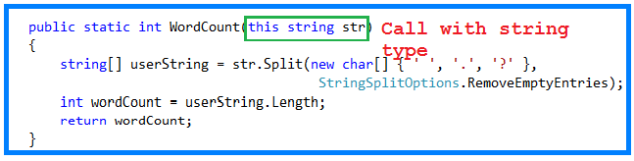 public static int WordCount(this string str) Call with string
type
{
string[] userString = str.Split(new char[] { ' ', '.', '?' },
StringSplitOptions.RemoveEmptyEntries);
int wordCount = userString.Length;
return wordCount;
}